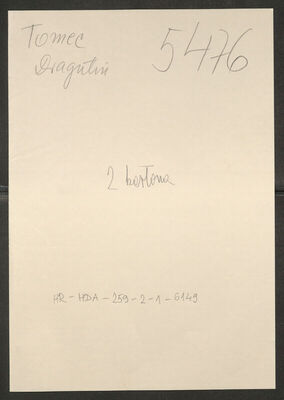 Tomec
Dragutin
5476
2 kartona
HR-HDA-259-2-1-6149